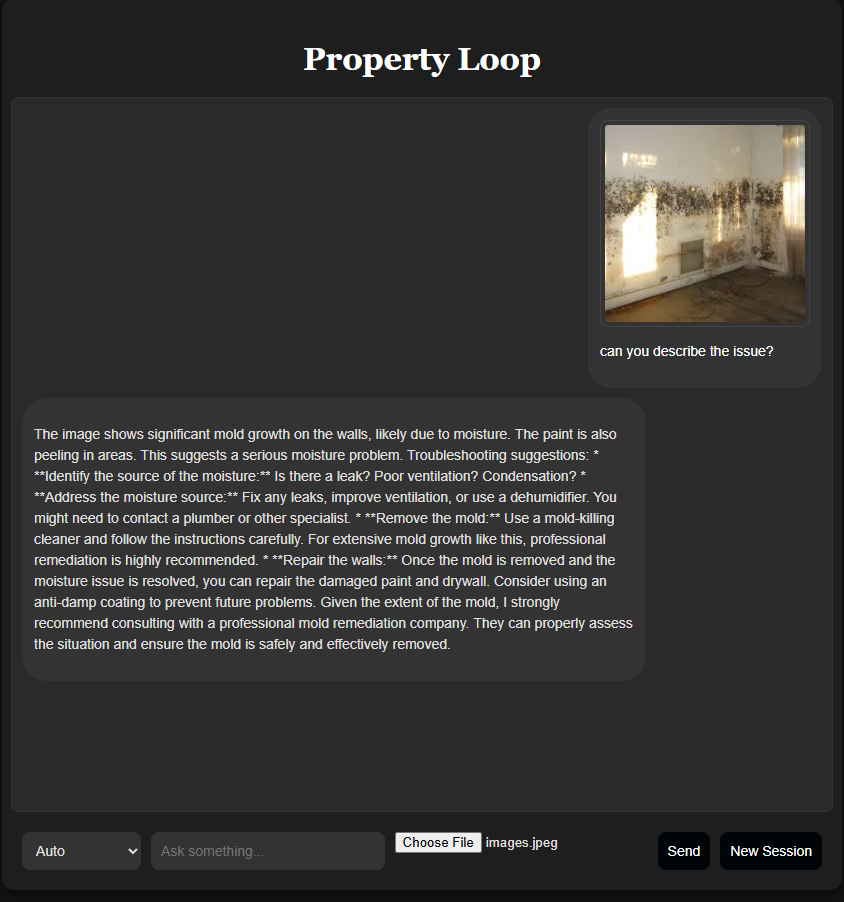 Property Loop
can you describe the issue?
The image shows significant mold growth on the walls, likely due to moisture. The paint is also
peeling in areas. This suggests a serious moisture problem. Troubleshooting suggestions: *
**Identify the source of the moisture:** Is there a leak? Poor ventilation? Condensation? *
**Address the moisture source:** Fix any leaks, improve ventilation, or use a dehumidifier. You
might need to contact a plumber or other specialist. * **Remove the mold:** Use a mold-killing
cleaner and follow the instructions carefully. For extensive mold growth like this, professional
remediation is highly recommended. * **Repair the walls:** Once the mold is removed and the
moisture issue is resolved, you can repair the damaged paint and drywall. Consider using an
anti-damp coating to prevent future problems. Given the extent of the mold, I strongly
recommend consulting with a professional mold remediation company. They can properly assess
the situation and ensure the mold is safely and effectively removed.
Auto Ask something... Choose File images.jpeg Send New Session